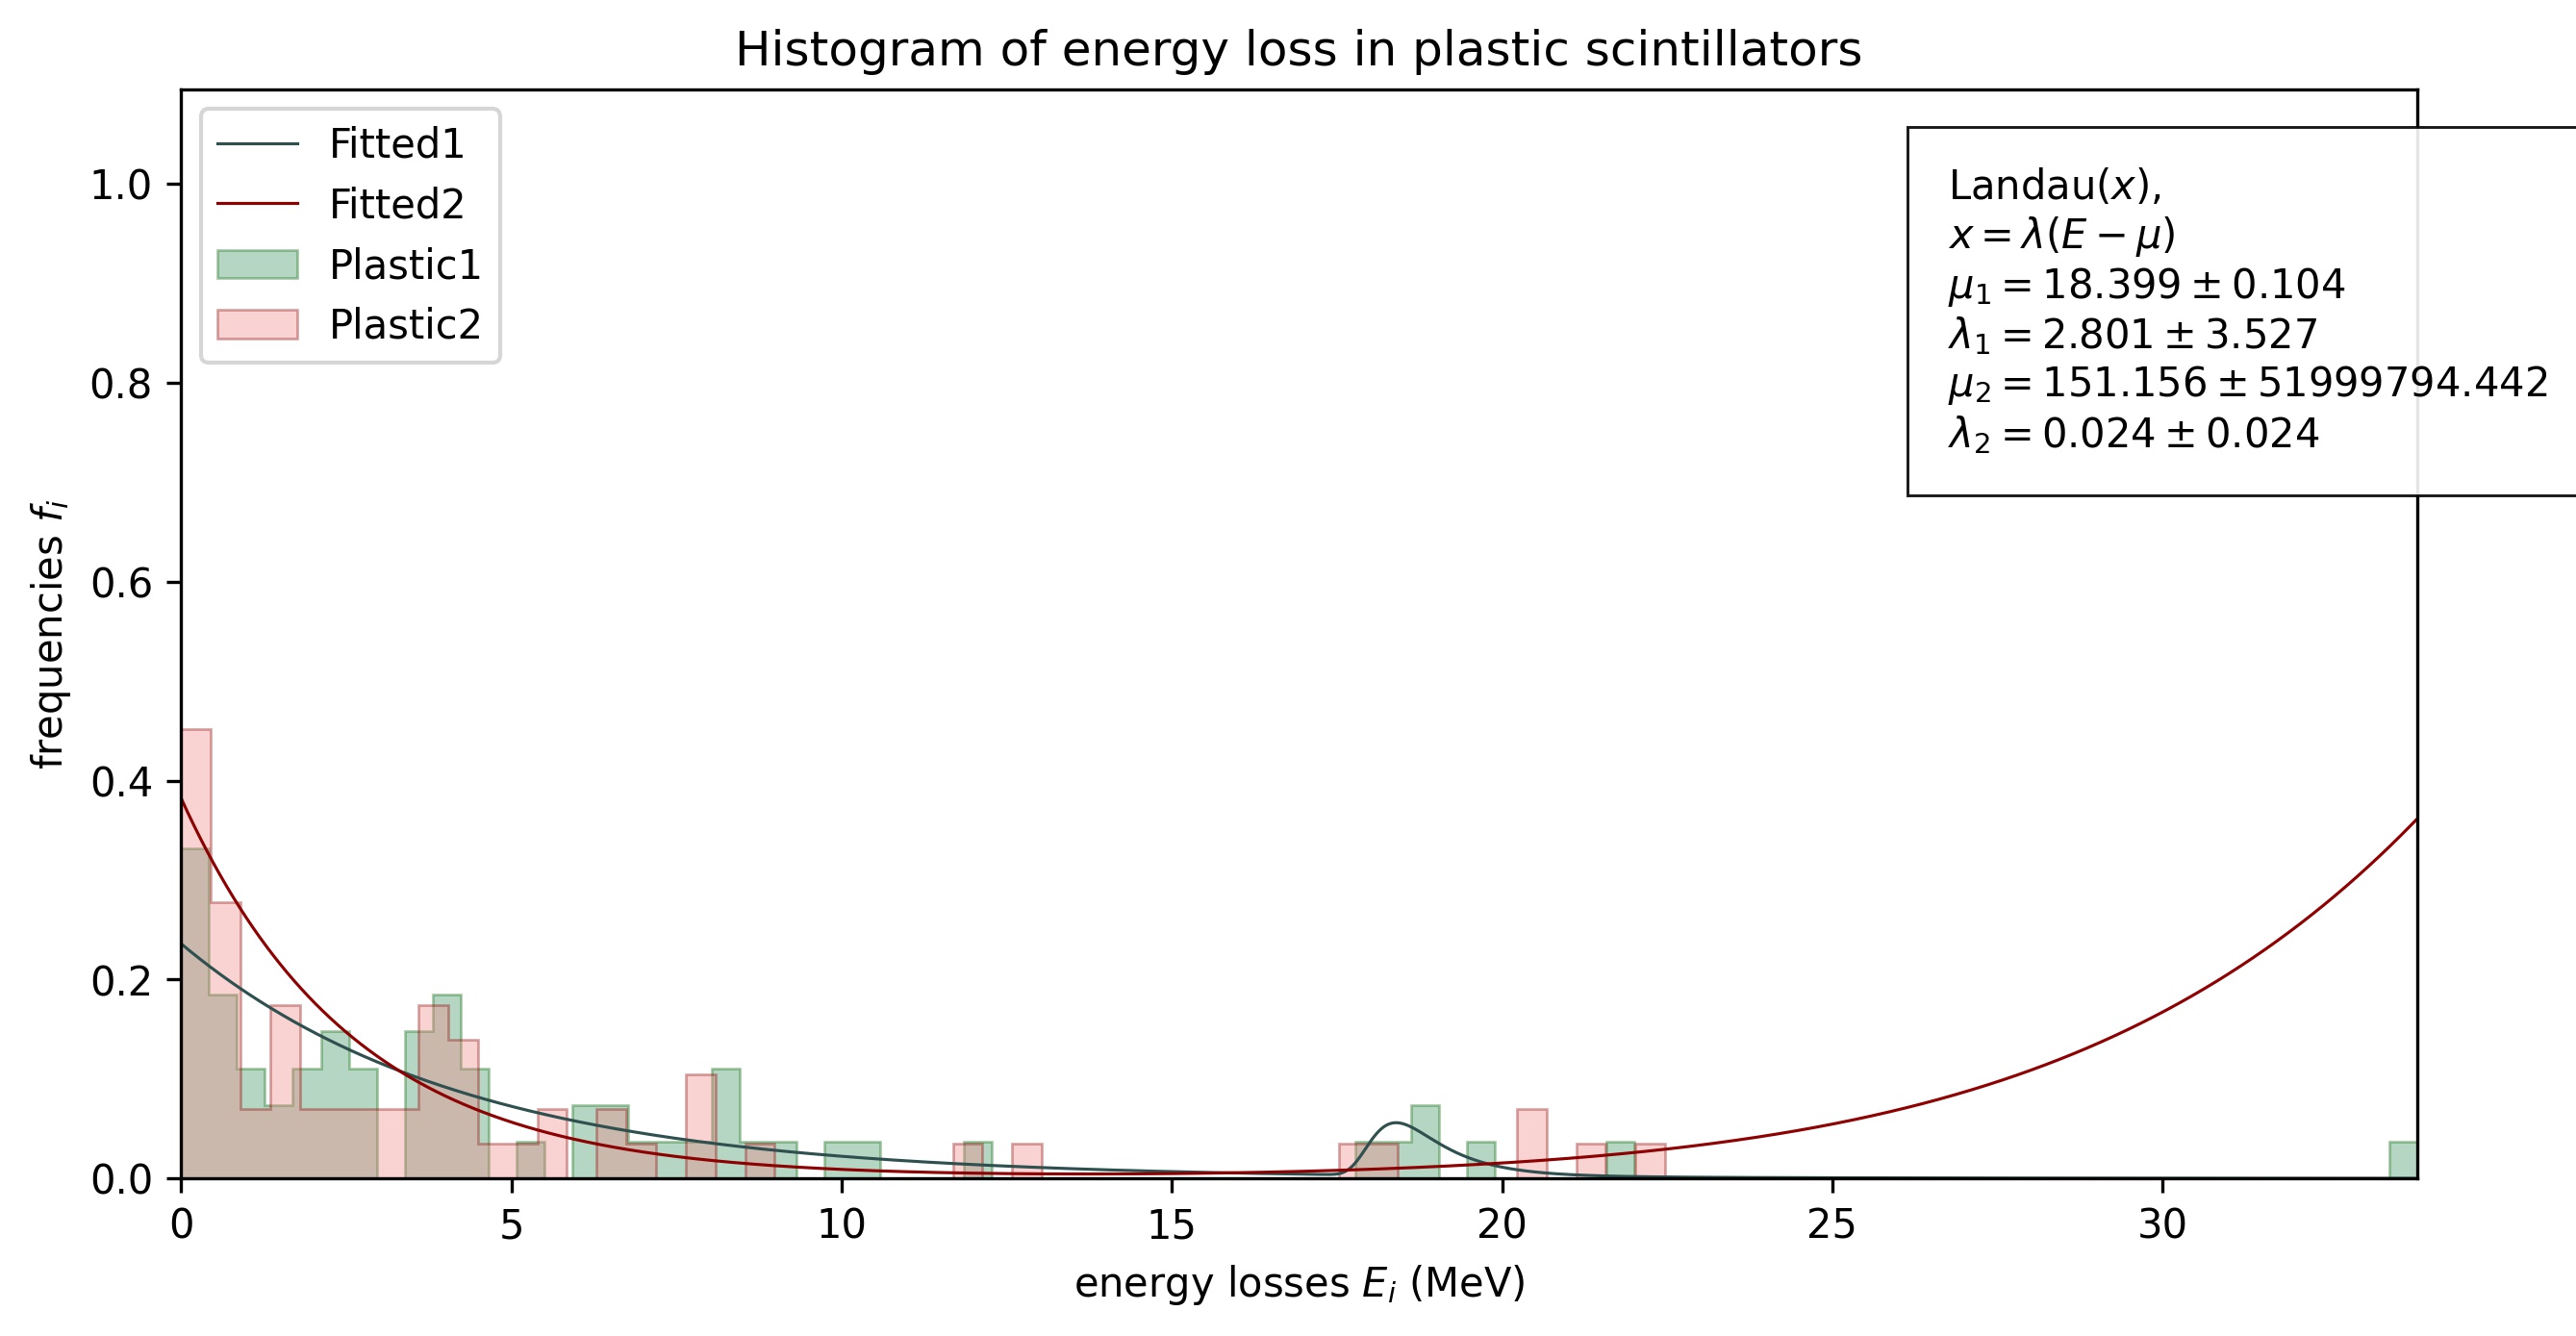 Histogram of energy loss in plastic scintillators
Fitted1
Fitted2
Plastic1
Plastic2
Landau(x),
x = λ(E − μ)
μ₁ = 18.399 ± 0.104
λ₁ = 2.801 ± 3.527
μ₂ = 151.156 ± 51999794.442
λ₂ = 0.024 ± 0.024
frequencies fᵢ
1.0
0.8
0.6
0.4
0.2
0.0
0 5 10 15 20 25 30
energy losses Eᵢ (MeV)